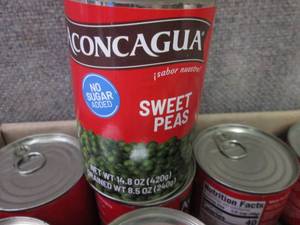 ACONCAGUA
¡sabor nuestro!
NO
SUGAR
ADDED
SWEET
PEAS
NET WT 14.8 OZ (420g)
DRAINED WT 8.5 OZ (240g)
Nutrition Facts
40